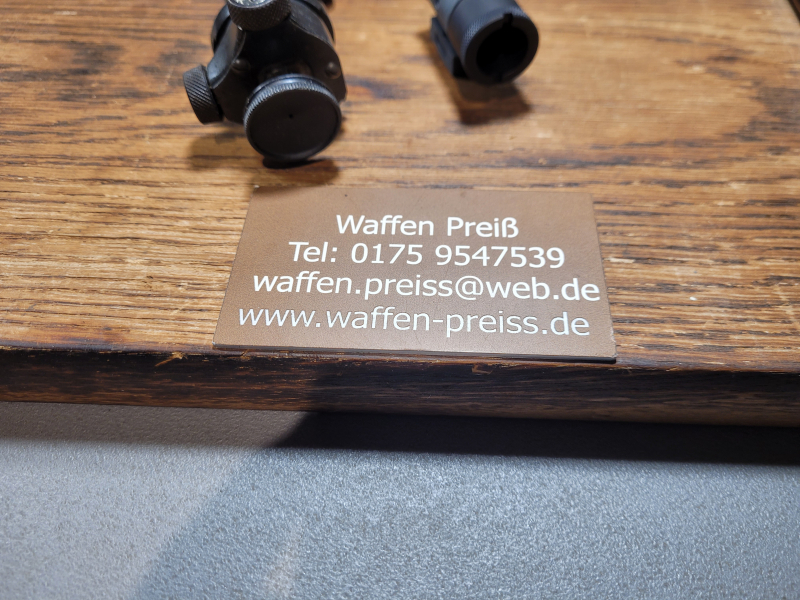 Waffen Preiß
Tel: 0175 9547539
waffen.preiss@web.de
www.waffen-preiss.de